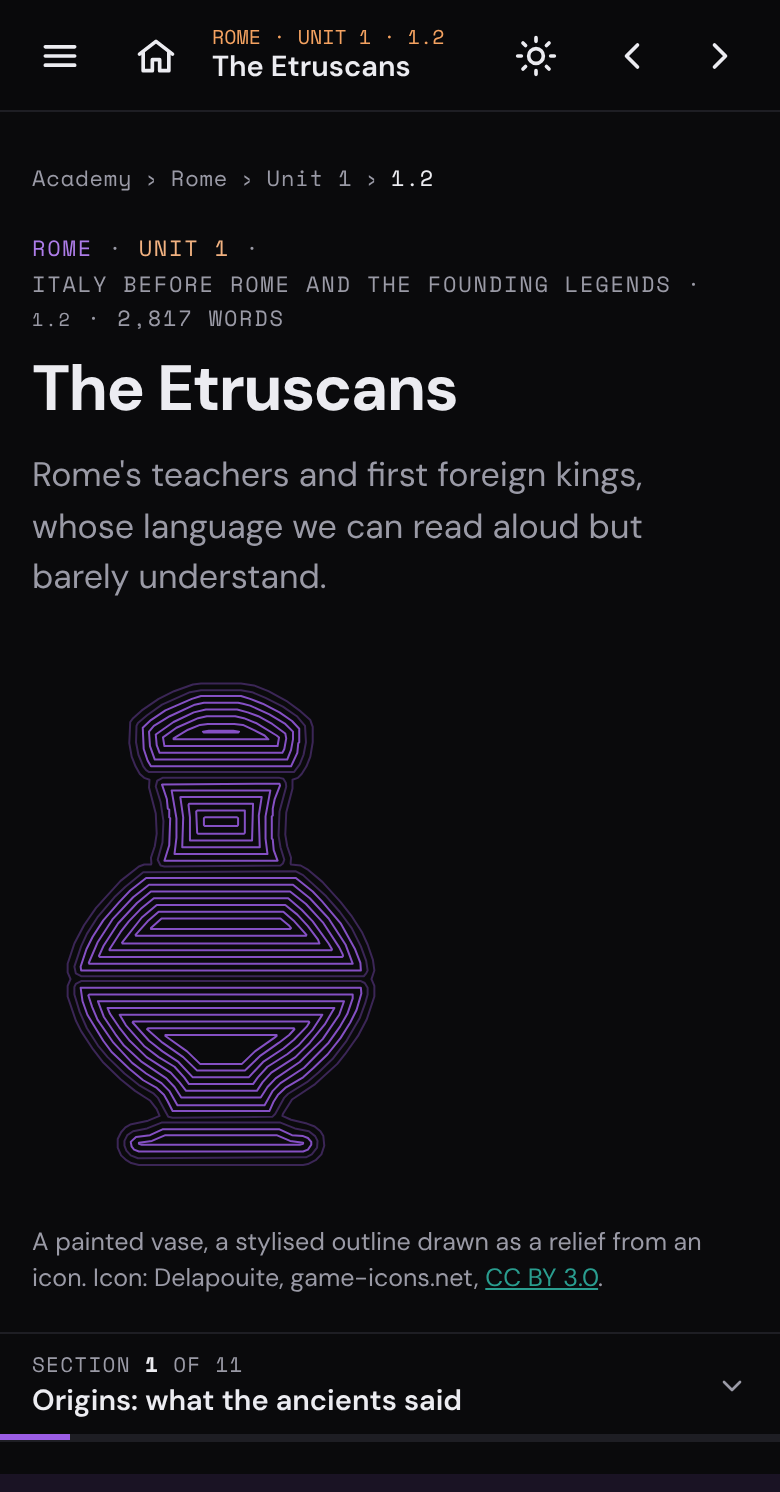 ROME · UNIT 1 · 1.2
The Etruscans
Academy › Rome › Unit 1 › 1.2
ROME · UNIT 1 ·
ITALY BEFORE ROME AND THE FOUNDING LEGENDS ·
1.2 · 2,817 WORDS
The Etruscans
Rome's teachers and first foreign kings,
whose language we can read aloud but
barely understand.
A painted vase, a stylised outline drawn as a relief from an
icon. Icon: Delapouite, game-icons.net, CC BY 3.0.
SECTION 1 OF 11
Origins: what the ancients said